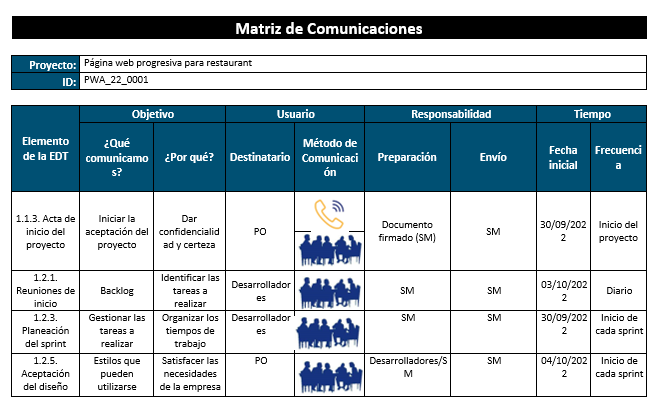 Matriz de Comunicaciones
Proyecto: Página web progresiva para restaurant
ID: PWA_22_0001
Elemento de la EDT
Objetivo
Usuario
Responsabilidad
Tiempo
¿Qué comunicamos?
¿Por qué?
Destinatario
Método de Comunicación
Preparación
Envío
Fecha inicial
Frecuencia
1.1.3. Acta de inicio del proyecto
Iniciar la aceptación del proyecto
Dar confidencialidad y certeza
PO
Documento firmado (SM)
SM
30/09/2022
Inicio del proyecto
1.2.1. Reuniones de inicio
Backlog
Identificar las tareas a realizar
Desarrolladores
SM
SM
03/10/2022
Diario
1.2.3. Planeación del sprint
Gestionar las tareas a realizar
Organizar los tiempos de trabajo
Desarrolladores
SM
SM
30/09/2022
Inicio de cada sprint
1.2.5. Aceptación del diseño
Estilos que pueden utilizarse
Satisfacer las necesidades de la empresa
PO
Desarrolladores/SM
SM
04/10/2022
Inicio de cada sprint